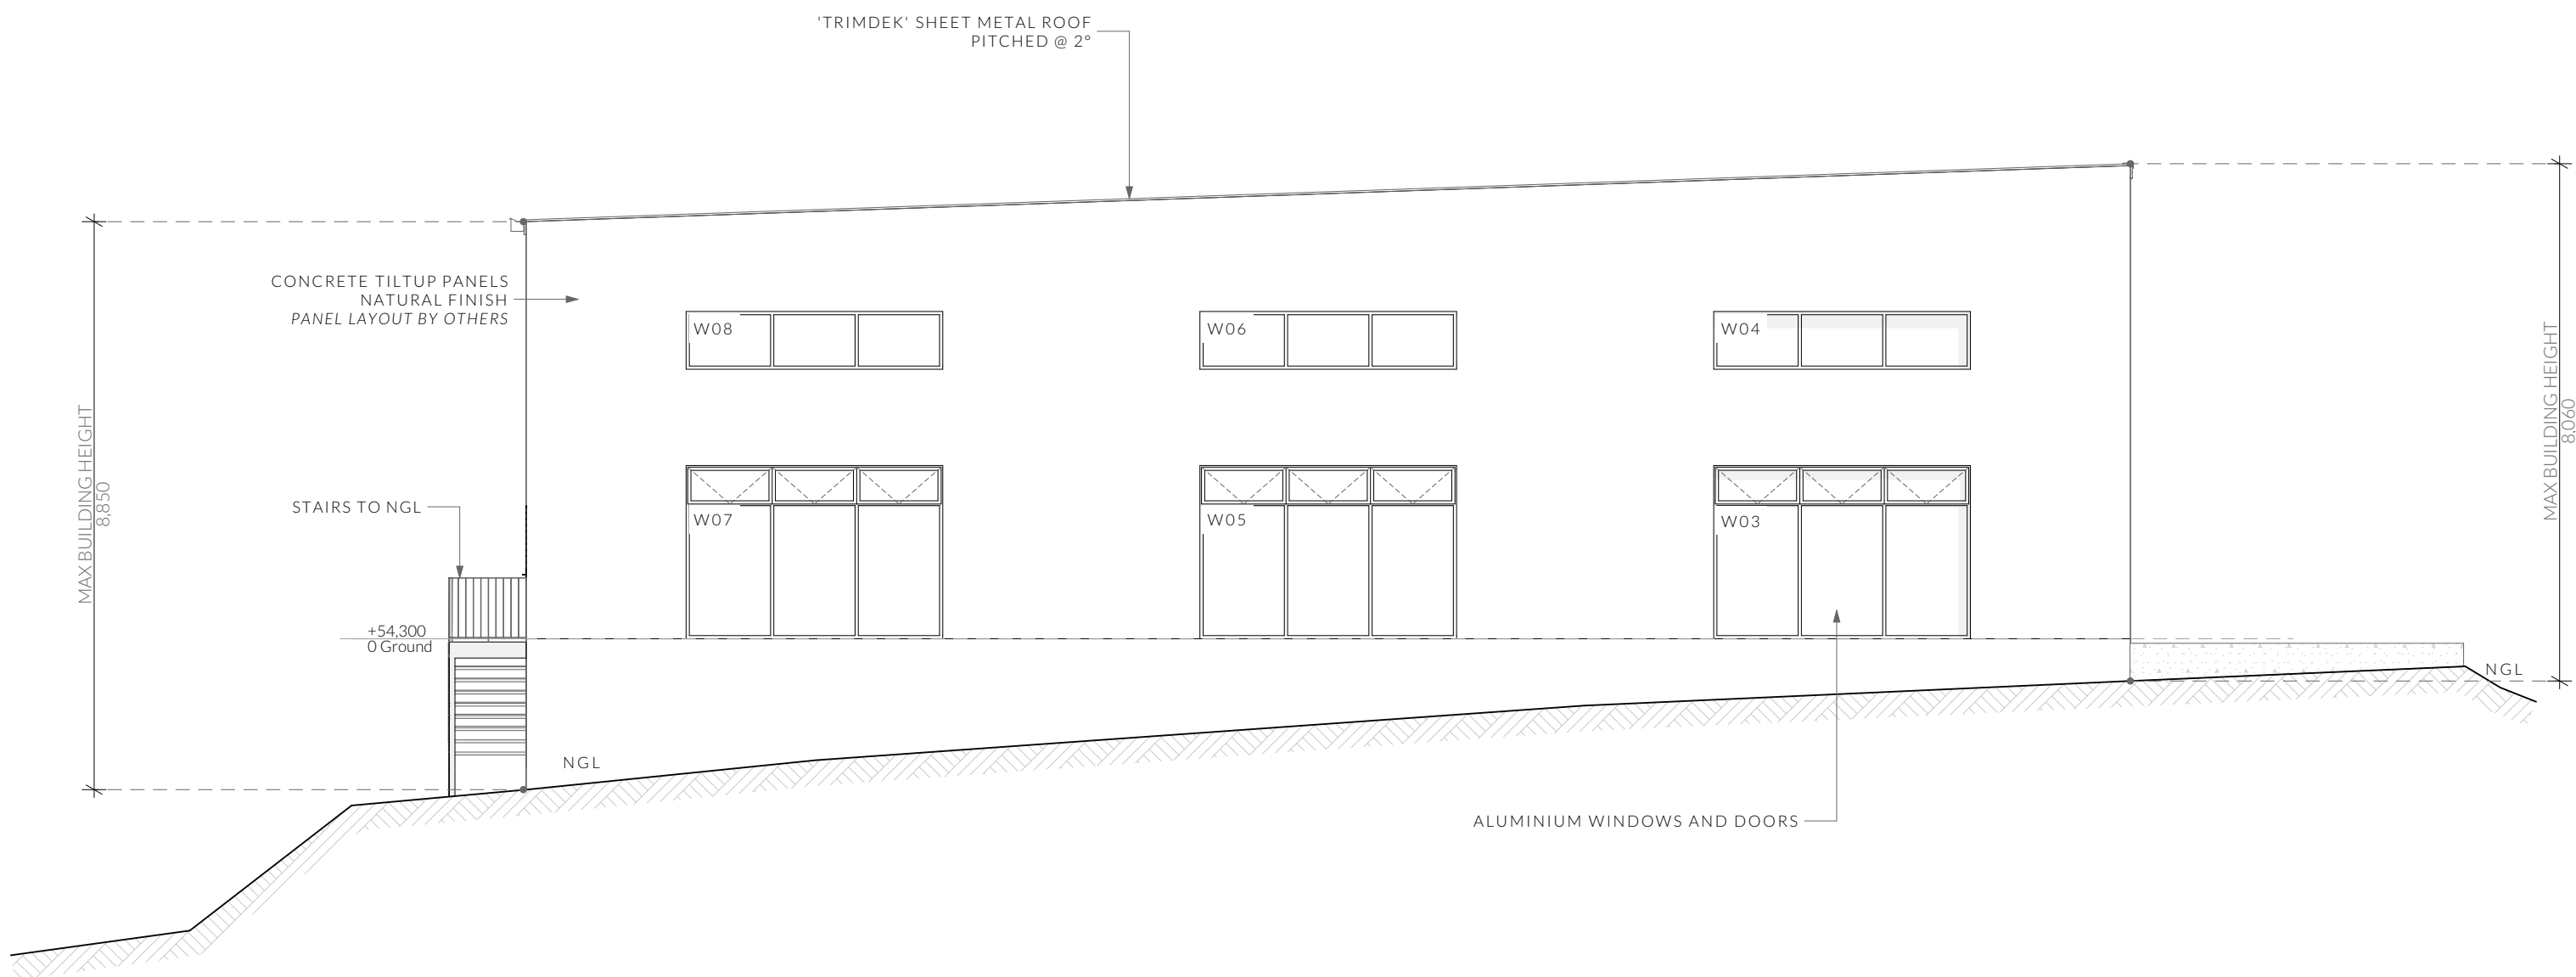 'TRIMDEK' SHEET METAL ROOF
PITCHED @ 2°
CONCRETE TILTUP PANELS
NATURAL FINISH
PANEL LAYOUT BY OTHERS
W08
W06
W04
MAX BUILDING HEIGHT
8,850
MAX BUILDING HEIGHT
8,060
STAIRS TO NGL
W07
W05
W03
+54,300
0 Ground
NGL
NGL
ALUMINIUM WINDOWS AND DOORS